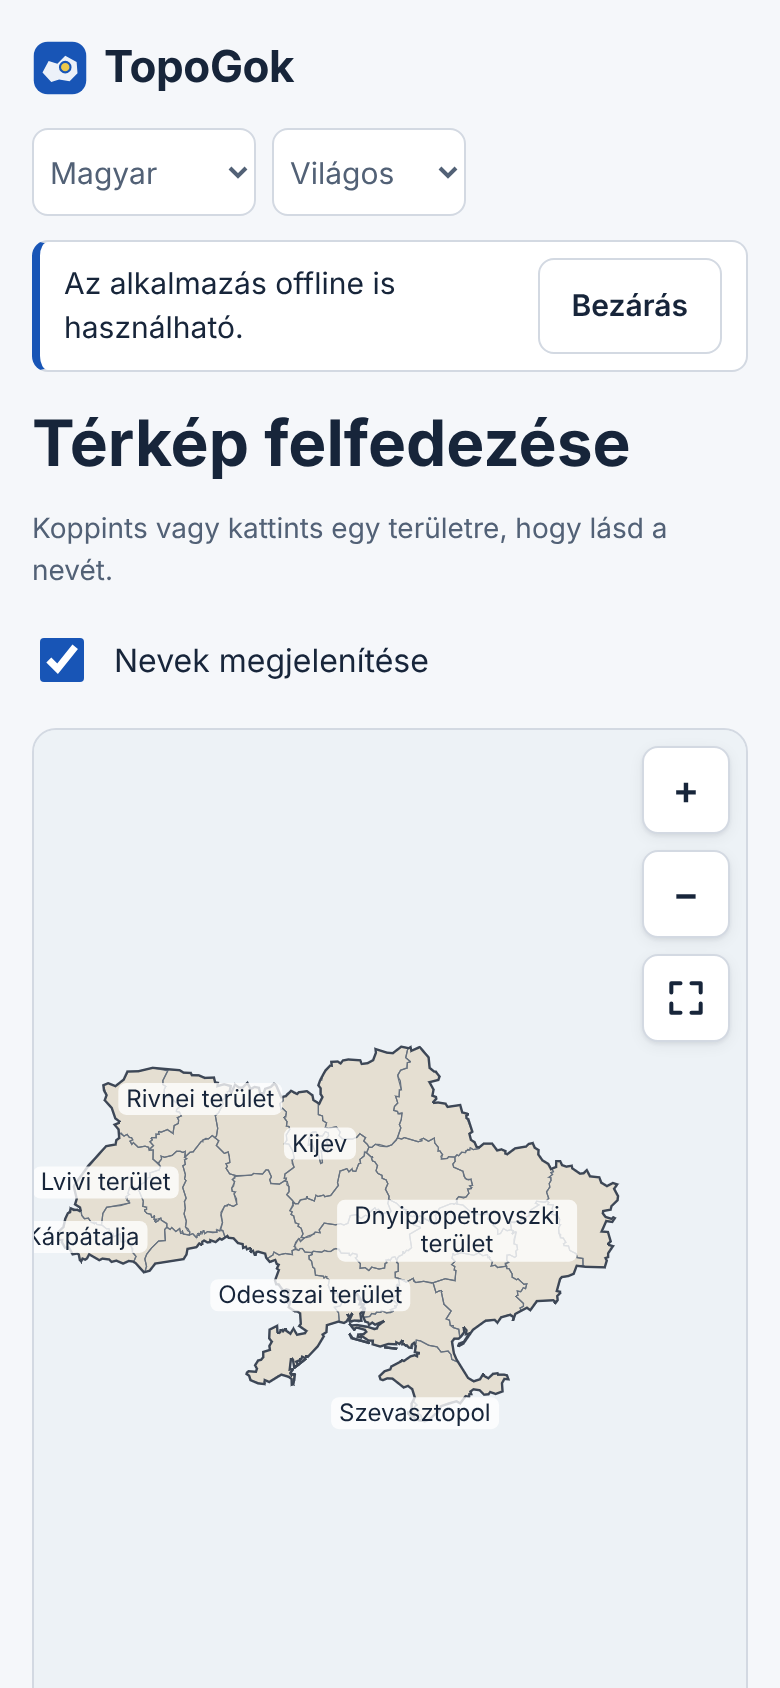 TopoGok
Magyar
Világos
Az alkalmazás offline is
használható.
Bezárás
Térkép felfedezése
Koppints vagy kattints egy területre, hogy lásd a
nevét.
Nevek megjelenítése
+
−
Rivnei terület
Kijev
Lvivi terület
Dnyipropetrovszki
terület
Kárpátalja
Odesszai terület
Szevasztopol